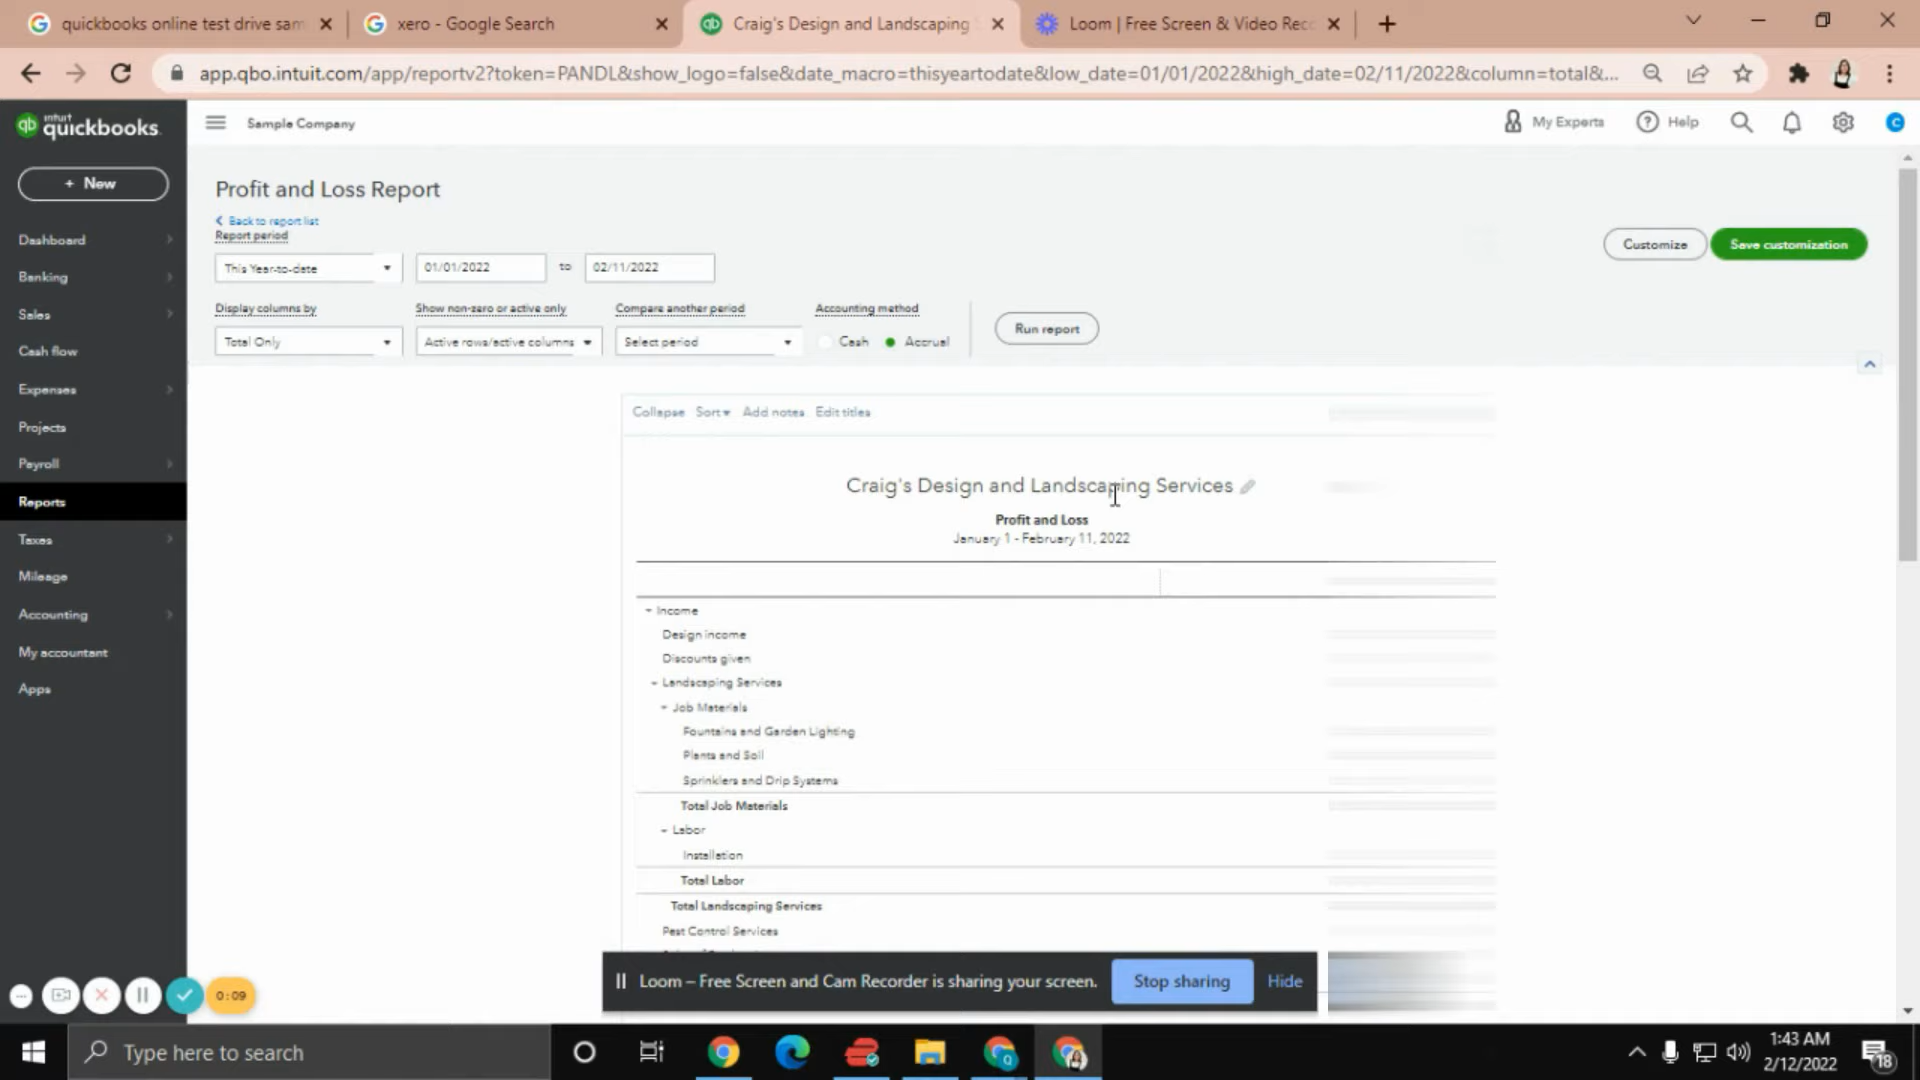 quickbooks online test drive sam
xero - Google Search
Craig's Design and Landscaping S
Loom | Free Screen & Video Reco
app.qbo.intuit.com/app/reportv2?token=PANDL&show_logo=false&date_macro=thisyeartodate&low_date=01/01/2022&high_date=02/11/2022&column=total&...
intuit
quickbooks.
Sample Company
My Experts
Help
C
+ New
Profit and Loss Report
Back to report list
Report period
Dashboard
Customize
Save customization
This Year-to-date
01/01/2022
to
02/11/2022
Banking
Sales
Display columns by
Show non-zero or active only
Compare another period
Accounting method
Total Only
Active rows/active columns
Select period
Cash
Accrual
Run report
Cash flow
Expenses
Projects
Payroll
Reports
Taxes
Mileage
Accounting
My accountant
Apps
Collapse Sort Add notes Edit titles
Craig's Design and Landscaping Services
Profit and Loss
January 1 - February 11, 2022
Income
Design income
Discounts given
Landscaping Services
Job Materials
Fountains and Garden Lighting
Plants and Soil
Sprinklers and Drip Systems
Total Job Materials
Labor
Installation
Total Labor
Total Landscaping Services
Pest Control Services
Loom – Free Screen and Cam Recorder is sharing your screen.
Stop sharing
Hide
0:09
Type here to search
1:43 AM
2/12/2022
18